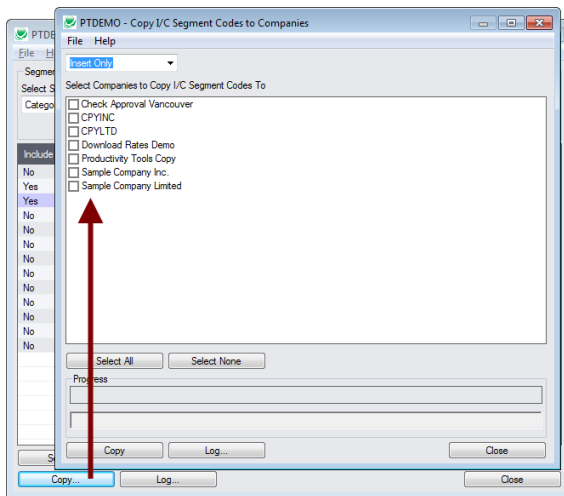 PTDEMO - Copy I/C Segment Codes to Companies
File Help
Insert Only
Select Companies to Copy I/C Segment Codes To
Check Approval Vancouver
CPYINC
CPYLTD
Download Rates Demo
Productivity Tools Copy
Sample Company Inc.
Sample Company Limited
Select All Select None
Progress
Copy Log... Close
PTDE
File H
Segmer
Select S
Catego
Include
No
Yes
Yes
No
No
No
No
No
No
No
No
No
No
S
Copy... Log... Close